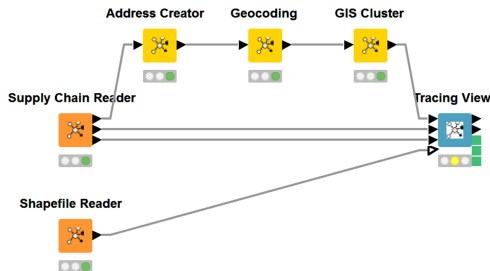 Address Creator
Geocoding
GIS Cluster
Supply Chain Reader
Tracing View
Shapefile Reader